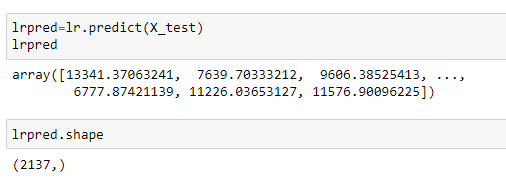 lrpred=lr.predict(X_test)
lrpred
array([13341.37063241,  7639.70333212,  9606.38525413, ...,
        6777.87421139, 11226.03653127, 11576.90096225])
lrpred.shape
(2137,)